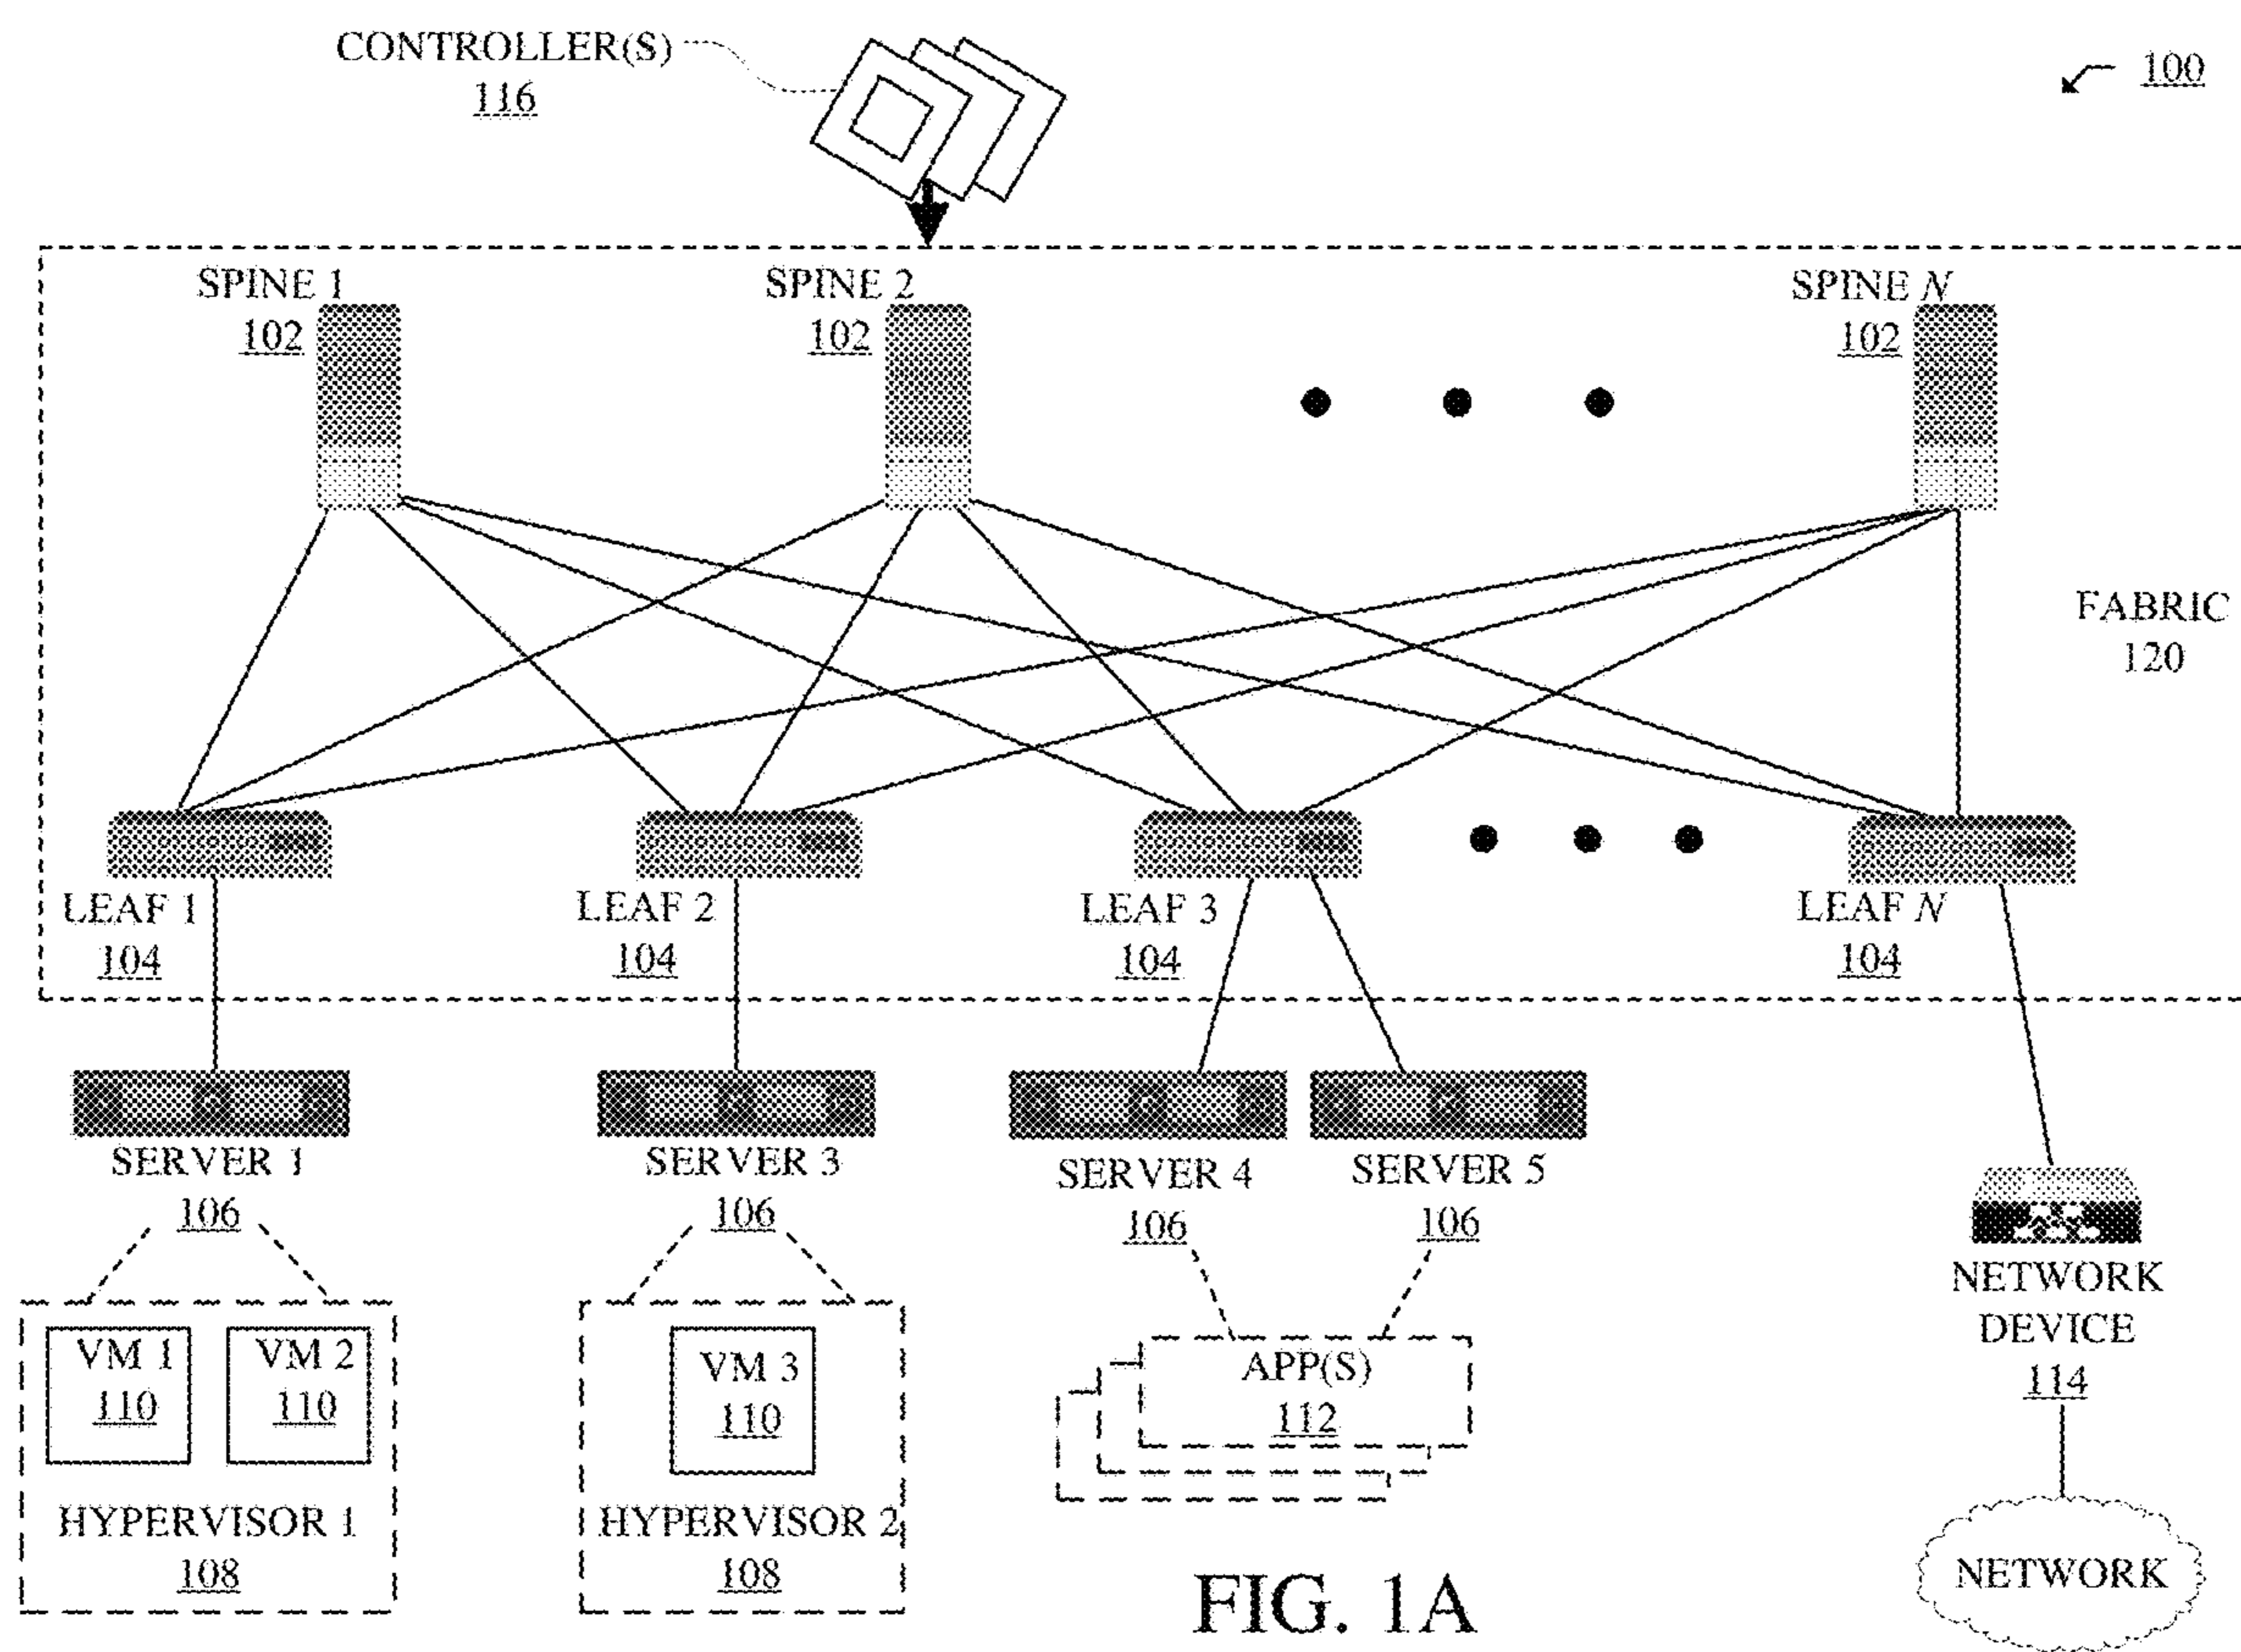 CONTROLLER(S)
116
100
SPINE 1
102
SPINE 2
102
SPINE N
102
FABRIC
120
LEAF 1
104
LEAF 2
104
LEAF 3
104
LEAF N
104
SERVER 1
106
SERVER 3
106
SERVER 4
106
SERVER 5
106
NETWORK
DEVICE
114
VM 1
110
VM 2
110
HYPERVISOR 1
108
VM 3
110
HYPERVISOR 2
108
APP(S)
112
NETWORK
FIG. 1A